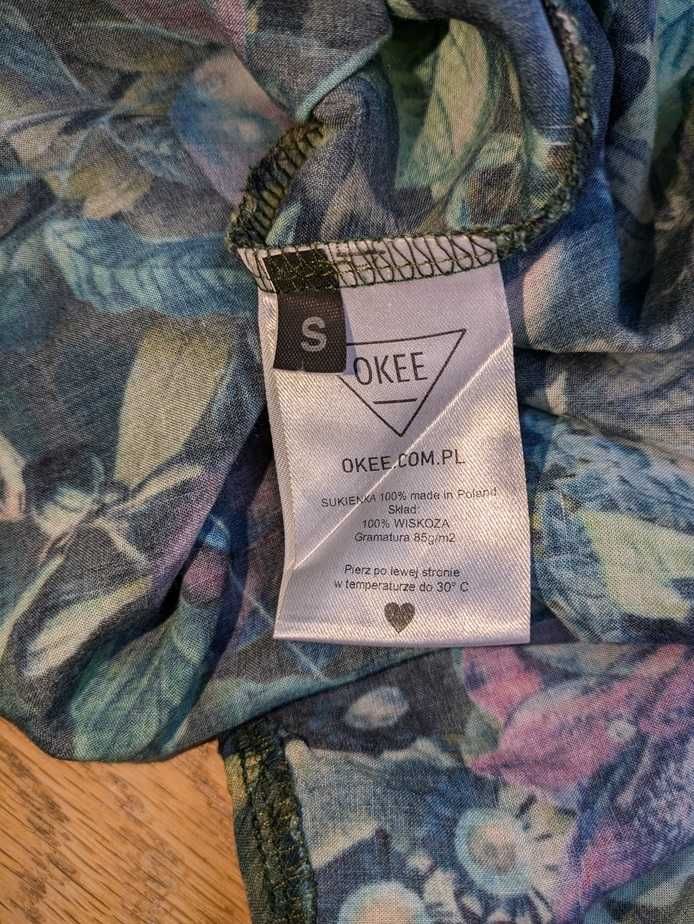 S
OKEE
OKEE.COM.PL
SUKIENKA 100% made in Poland
Skład:
100% WISKOZA
Gramatura 85g/m2
Pierz po lewej stronie
w temperaturze do 30° C